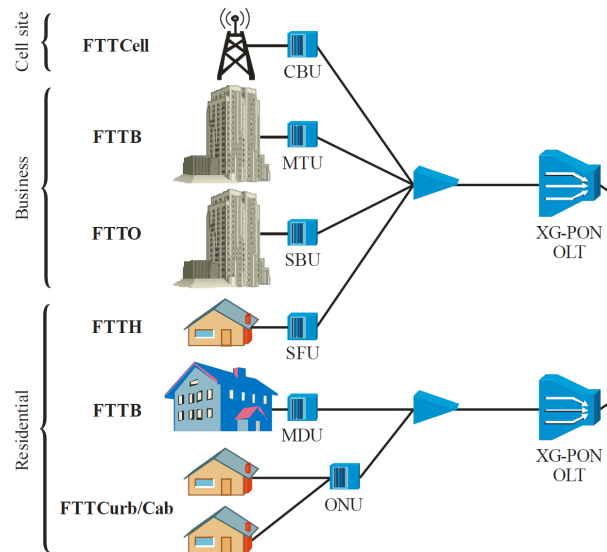 Cell site
FTTCell
CBU
Business
FTTB
MTU
XG-PON
OLT
FTTO
SBU
Residential
FTTH
SFU
FTTB
MDU
XG-PON
OLT
FTTCurb/Cab
ONU